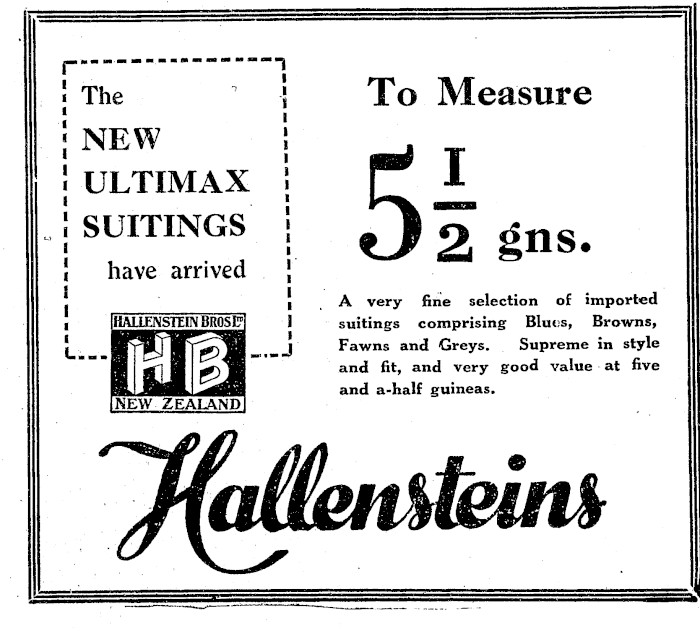 The
NEW
ULTIMAX
SUITINGS
have arrived
HALLENSTEIN BROS LTD
HB
NEW ZEALAND
To Measure
5 1/2 gns.
A very fine selection of imported
suitings comprising Blues, Browns,
Fawns and Greys. Supreme in style
and fit, and very good value at five
and a-half guineas.
Hallensteins